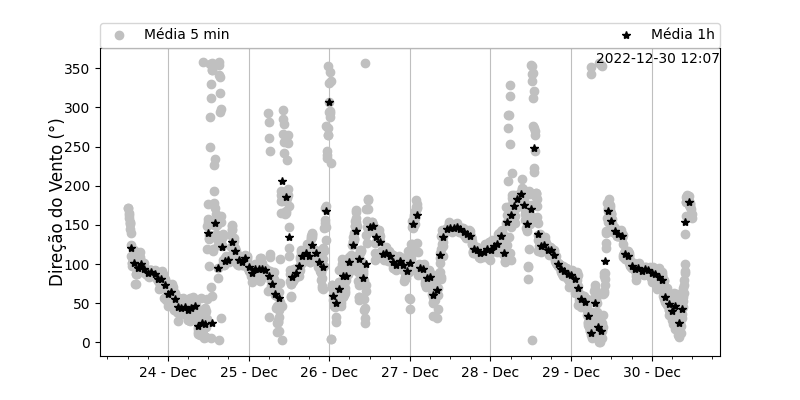 Média 5 min
Média 1h
2022-12-30 12:07
Direção do Vento (°)
350
300
250
200
150
100
50
0
24 - Dec
25 - Dec
26 - Dec
27 - Dec
28 - Dec
29 - Dec
30 - Dec